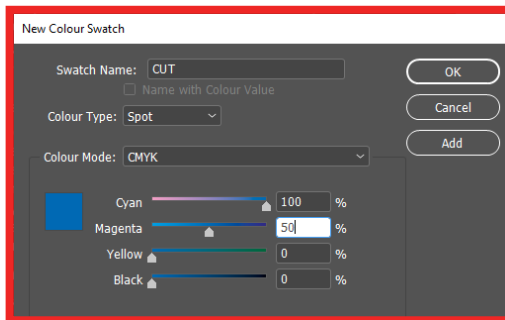 New Colour Swatch
Swatch Name: CUT
OK
Name with Colour Value
Cancel
Colour Type: Spot
Add
Colour Mode: CMYK
Cyan 100 %
Magenta 50 %
Yellow 0 %
Black 0 %